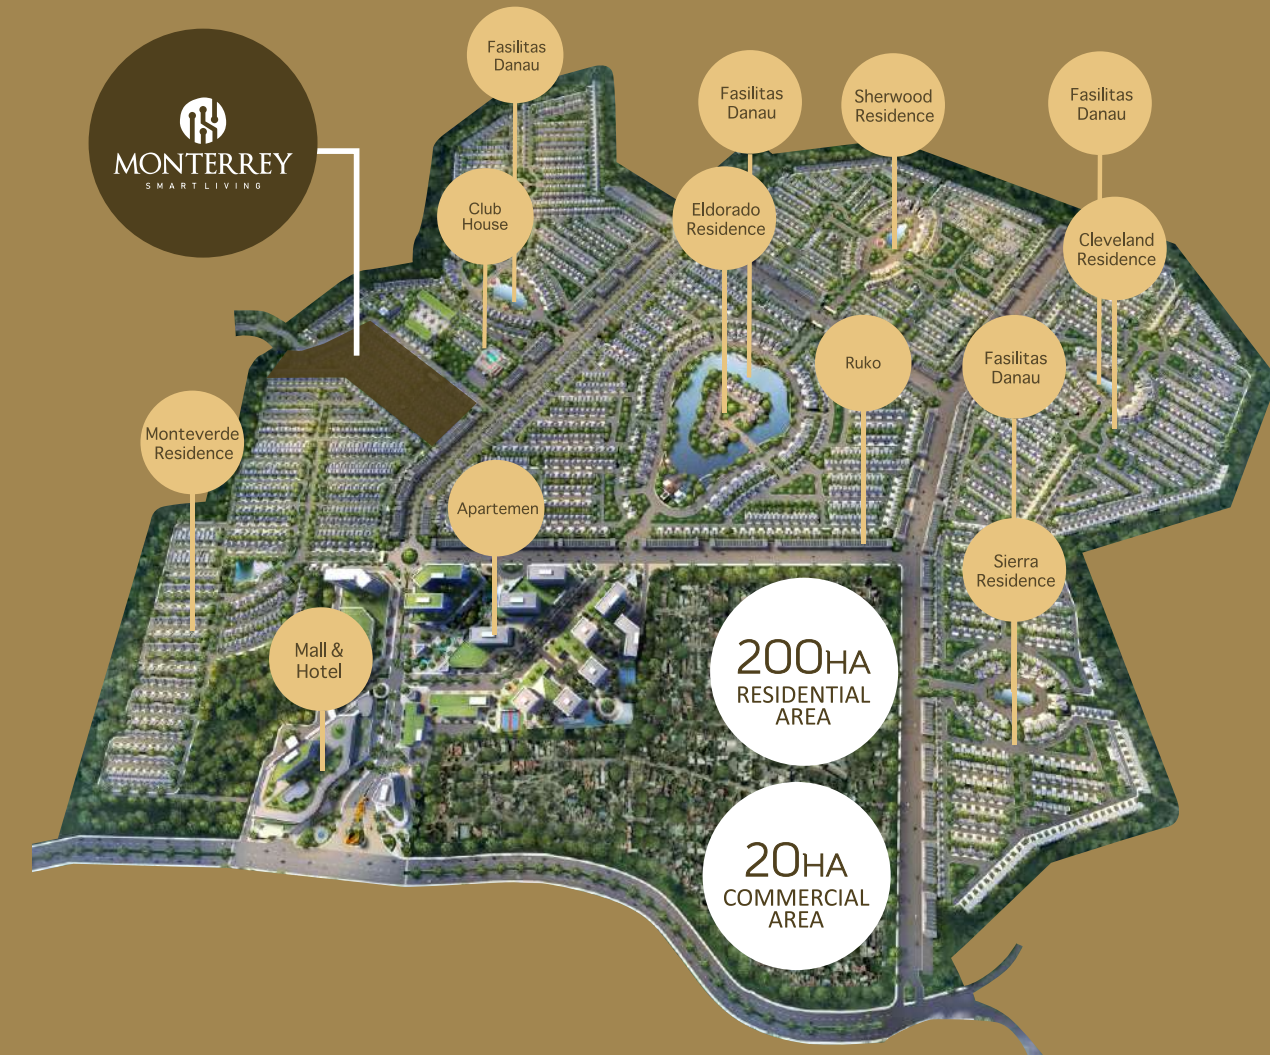 MONTERREY
SMART LIVING
Fasilitas
Danau
Fasilitas
Danau
Sherwood
Residence
Fasilitas
Danau
Club
House
Eldorado
Residence
Cleveland
Residence
Ruko
Fasilitas
Danau
Monteverde
Residence
Apartemen
Sierra
Residence
Mall &
Hotel
200HA
RESIDENTIAL
AREA
20HA
COMMERCIAL
AREA